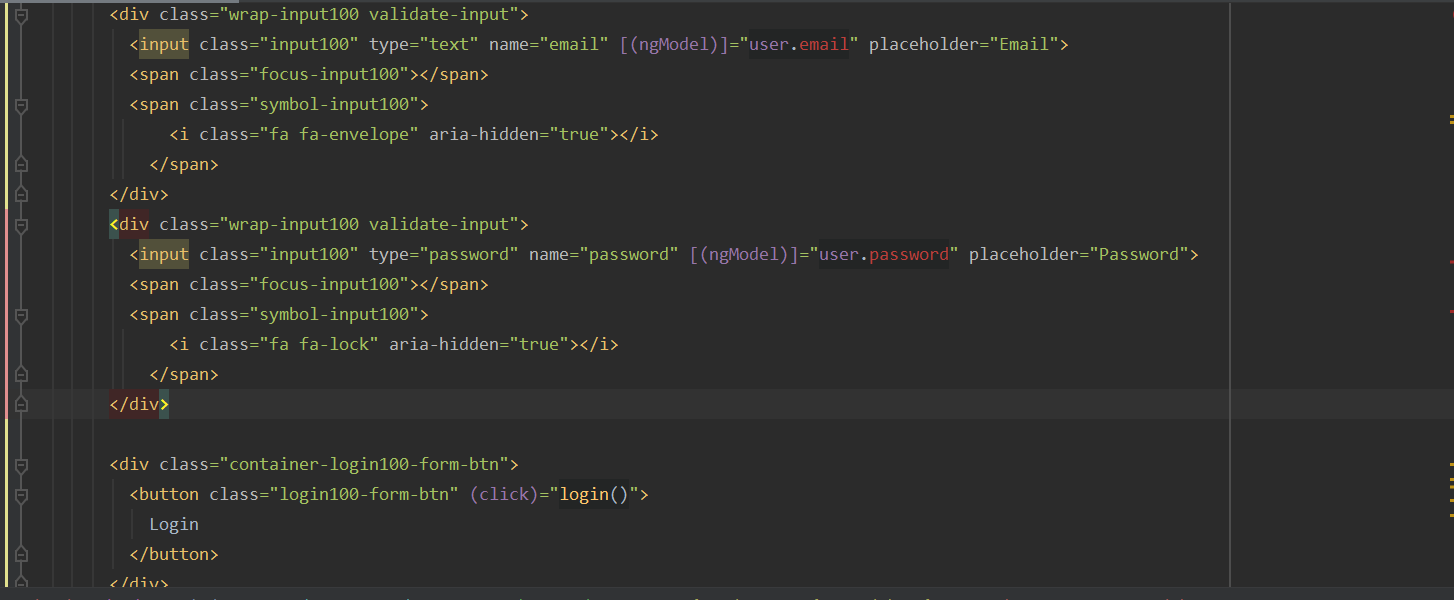 <div class="wrap-input100 validate-input">
<input class="input100" type="text" name="email" [(ngModel)]="user.email" placeholder="Email">
<span class="focus-input100"></span>
<span class="symbol-input100">
<i class="fa fa-envelope" aria-hidden="true"></i>
</span>
</div>
<div class="wrap-input100 validate-input">
<input class="input100" type="password" name="password" [(ngModel)]="user.password" placeholder="Password">
<span class="focus-input100"></span>
<span class="symbol-input100">
<i class="fa fa-lock" aria-hidden="true"></i>
</span>
</div>
<div class="container-login100-form-btn">
<button class="login100-form-btn" (click)="login()">
Login
</button>
</div>